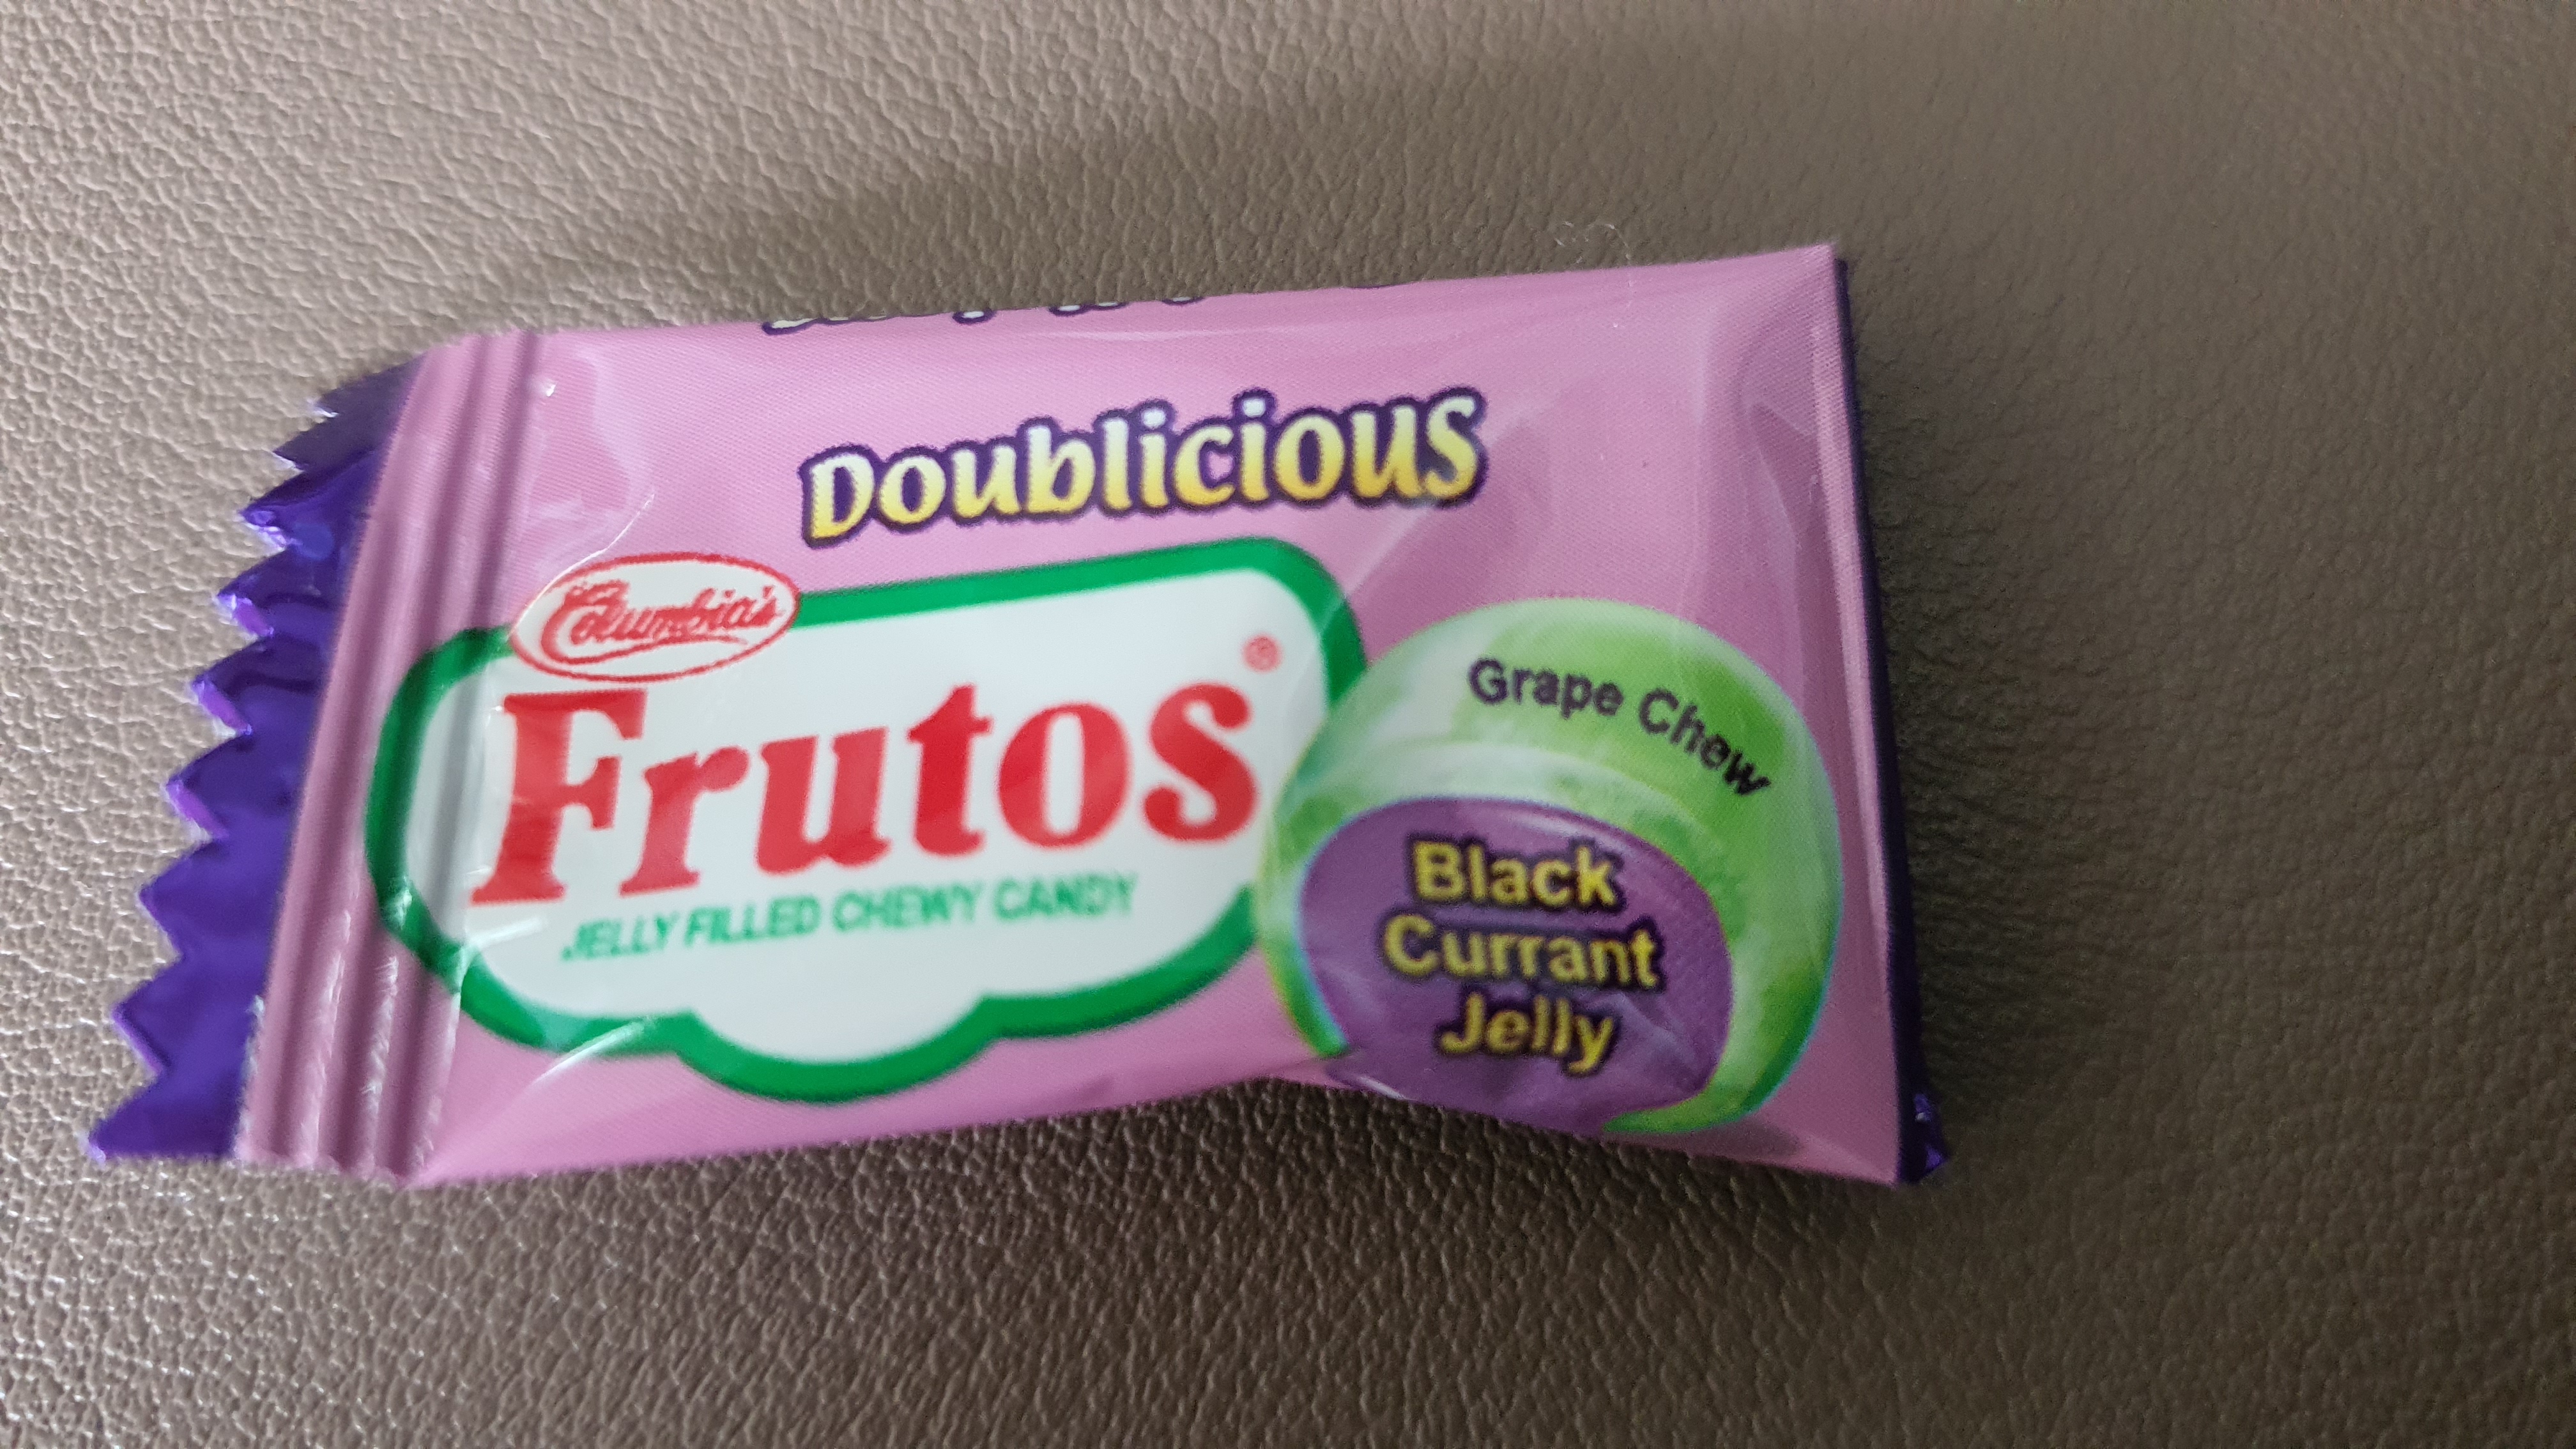 Doublicious
Columbia's
Frutos®
JELLY FILLED CHEWY CANDY
Grape Chew
Black
Currant
Jelly